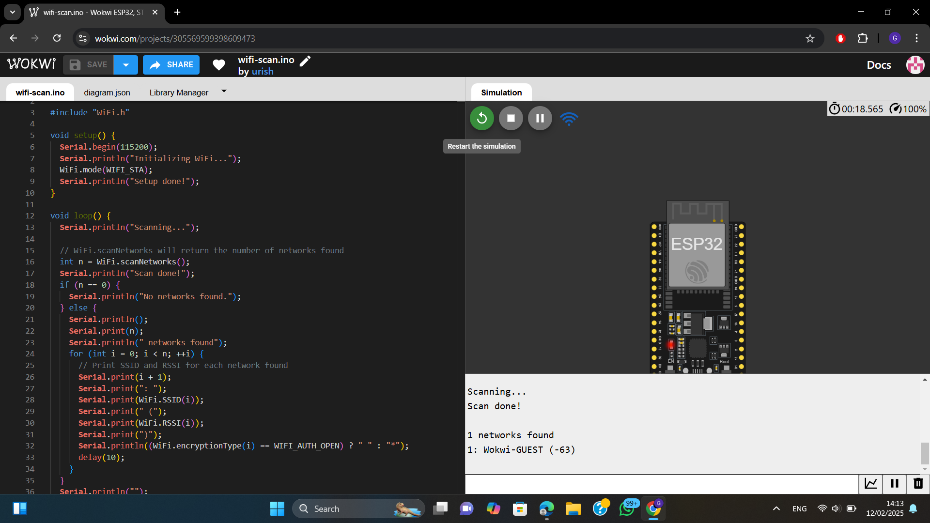 wifi-scan.ino - Wokwi ESP32, ST
wokwi.com/projects/305569599398609473
G
WOKWI
SAVE
SHARE
wifi-scan.ino
by urish
Docs
wifi-scan.ino
diagram.json
Library Manager
Simulation
00:18.565
100%
Restart the simulation
2
3 #include "WiFi.h"
4
5 void setup() {
6 Serial.begin(115200);
7 Serial.println("Initializing WiFi...");
8 WiFi.mode(WIFI_STA);
9 Serial.println("Setup done!");
10 }
11
12 void loop() {
13 Serial.println("Scanning...");
14
15 // WiFi.scanNetworks will return the number of networks found
16 int n = WiFi.scanNetworks();
17 Serial.println("Scan done!");
18 if (n == 0) {
19 Serial.println("No networks found.");
20 } else {
21 Serial.println();
22 Serial.print(n);
23 Serial.println(" networks found");
24 for (int i = 0; i < n; ++i) {
25 // Print SSID and RSSI for each network found
26 Serial.print(i + 1);
27 Serial.print(": ");
28 Serial.print(WiFi.SSID(i));
29 Serial.print(" (");
30 Serial.print(WiFi.RSSI(i));
31 Serial.print(")");
32 Serial.println((WiFi.encryptionType(i) == WIFI_AUTH_OPEN) ? " " : "*");
33 delay(10);
34 }
35 }
36 Serial.println("");
ESP32
EN
Scanning...
Scan done!
1 networks found
1: Wokwi-GUEST (-63)
Search
99+
ENG
14:13
12/02/2025